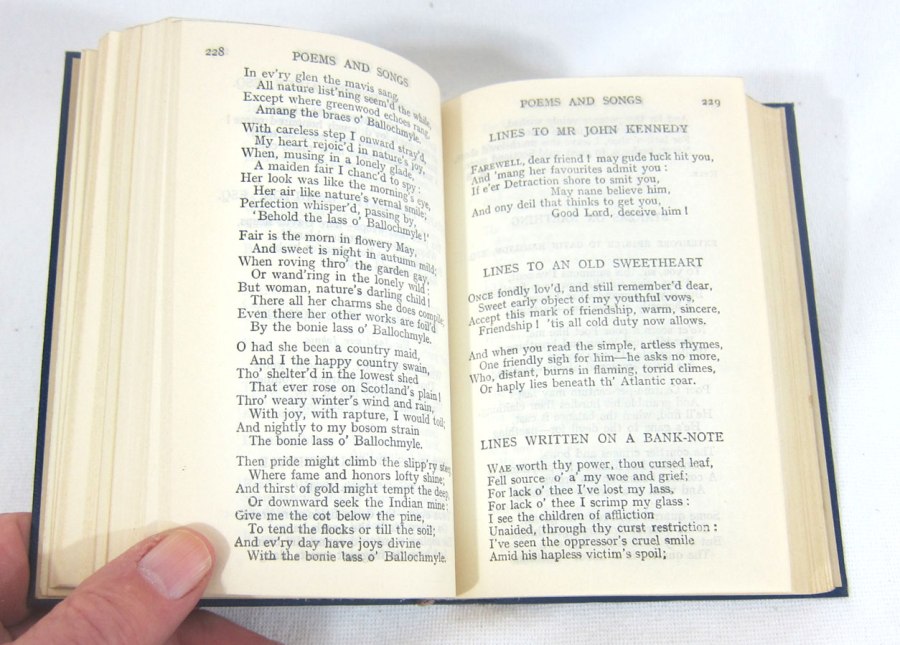 228
POEMS AND SONGS
In ev'ry glen the mavis sang,
All nature list'ning seem'd the while,
Except where greenwood echoes rang,
Amang the braes o' Ballochmyle.
With careless step I onward stray'd,
My heart rejoic'd in nature's joy,
When, musing in a lonely glade,
A maiden fair I chanc'd to spy:
Her look was like the morning's eye,
Her air like nature's vernal smile;
Perfection whisper'd, passing by,
'Behold the lass o' Ballochmyle!'
Fair is the morn in flowery May,
And sweet is night in autumn mild;
When roving thro' the garden gay,
Or wand'ring in the lonely wild:
But woman, nature's darling child!
There all her charms she does compile;
Even there her other works are foil'd
By the bonie lass o' Ballochmyle.
O had she been a country maid,
And I the happy country swain,
Tho' shelter'd in the lowest shed
That ever rose on Scotland's plain!
Thro' weary winter's wind and rain,
With joy, with rapture, I would toil;
And nightly to my bosom strain
The bonie lass o' Ballochmyle.
Then pride might climb the slipp'ry steep,
Where fame and honors lofty shine;
And thirst of gold might tempt the deep,
Or downward seek the Indian mine:
Give me the cot below the pine,
To tend the flocks or till the soil;
And ev'ry day have joys divine
With the bonie lass o' Ballochmyle.
POEMS AND SONGS
229
LINES TO MR JOHN KENNEDY
FAREWELL, dear friend! may gude luck hit you,
And 'mang her favourites admit you:
If e'er Detraction shore to smit you,
May nane believe him,
And ony deil that thinks to get you,
Good Lord, deceive him!
LINES TO AN OLD SWEETHEART
ONCE fondly lov'd, and still remember'd dear,
Sweet early object of my youthful vows,
Accept this mark of friendship, warm, sincere,
Friendship! 'tis all cold duty now allows.
And when you read the simple, artless rhymes,
One friendly sigh for him—he asks no more,
Who, distant, burns in flaming, torrid climes,
Or haply lies beneath th' Atlantic roar.
LINES WRITTEN ON A BANK-NOTE
WAE worth thy power, thou cursed leaf,
Fell source o' a' my woe and grief;
For lack o' thee I've lost my lass,
For lack o' thee I scrimp my glass:
I see the children of affliction
Unaided, through thy curst restriction:
I've seen the oppressor's cruel smile
Amid his hapless victim's spoil;